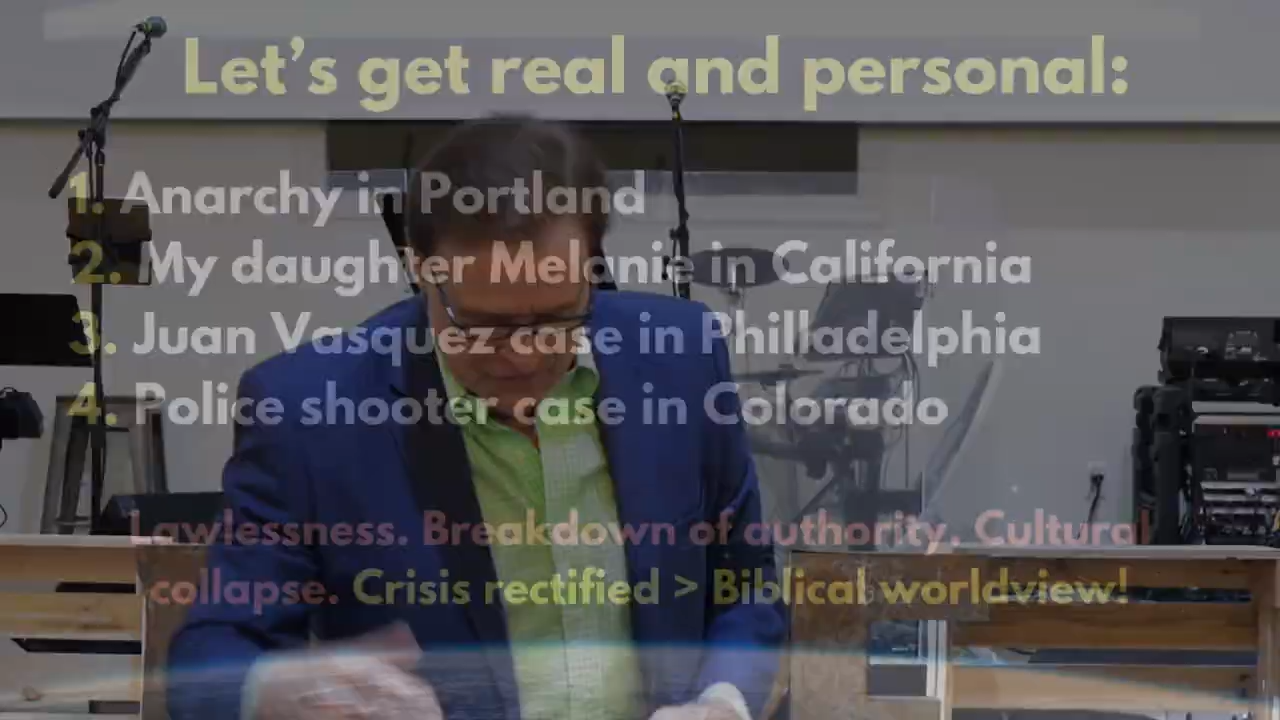 Let's get real and personal:
1. Anarchy in Portland
2. My daughter Melanie in California
3. Juan Vasquez case in Philladelphia
4. Police shooter case in Colorado
Lawlessness. Breakdown of authority. Cultural
collapse. Crisis rectified > Biblical worldview!